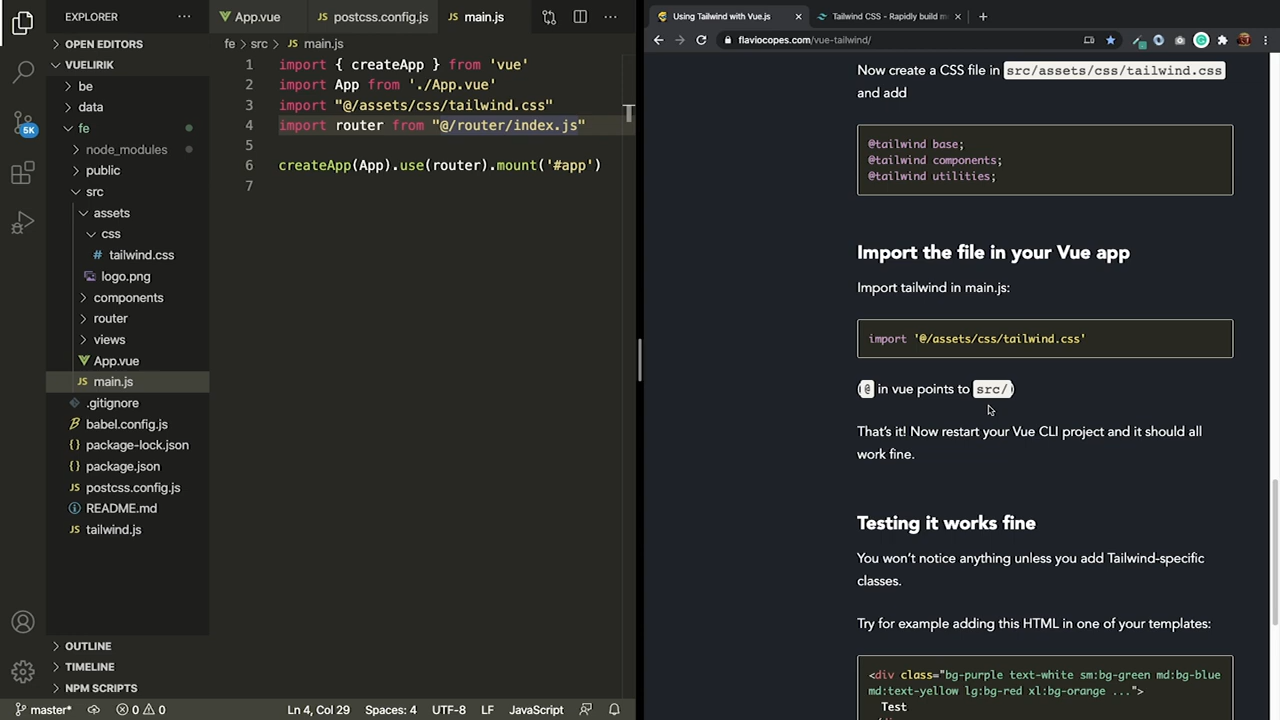 EXPLORER
OPEN EDITORS
VUELIRIK
be
data
fe
node_modules
public
src
assets
css
tailwind.css
logo.png
components
router
views
App.vue
main.js
.gitignore
babel.config.js
package-lock.json
package.json
postcss.config.js
README.md
tailwind.js
OUTLINE
TIMELINE
NPM SCRIPTS
5K
App.vue
postcss.config.js
main.js
fe > src > JS main.js
1 import { createApp } from 'vue'
2 import App from './App.vue'
3 import "@/assets/css/tailwind.css"
4 import router from "@/router/index.js"
5
6 createApp(App).use(router).mount('#app')
7
master*
0 0
Ln 4, Col 29
Spaces: 4
UTF-8
LF
JavaScript
Using Tailwind with Vue.js
Tailwind CSS - Rapidly build m
flaviocopes.com/vue-tailwind/
Now create a CSS file in src/assets/css/tailwind.css
and add
@tailwind base;
@tailwind components;
@tailwind utilities;
Import the file in your Vue app
Import tailwind in main.js:
import '@/assets/css/tailwind.css'
(@ in vue points to src/)
That's it! Now restart your Vue CLI project and it should all
work fine.
Testing it works fine
You won't notice anything unless you add Tailwind-specific
classes.
Try for example adding this HTML in one of your templates:
<div class="bg-purple text-white sm:bg-green md:bg-blue
md:text-yellow lg:bg-red xl:bg-orange ...">
Test